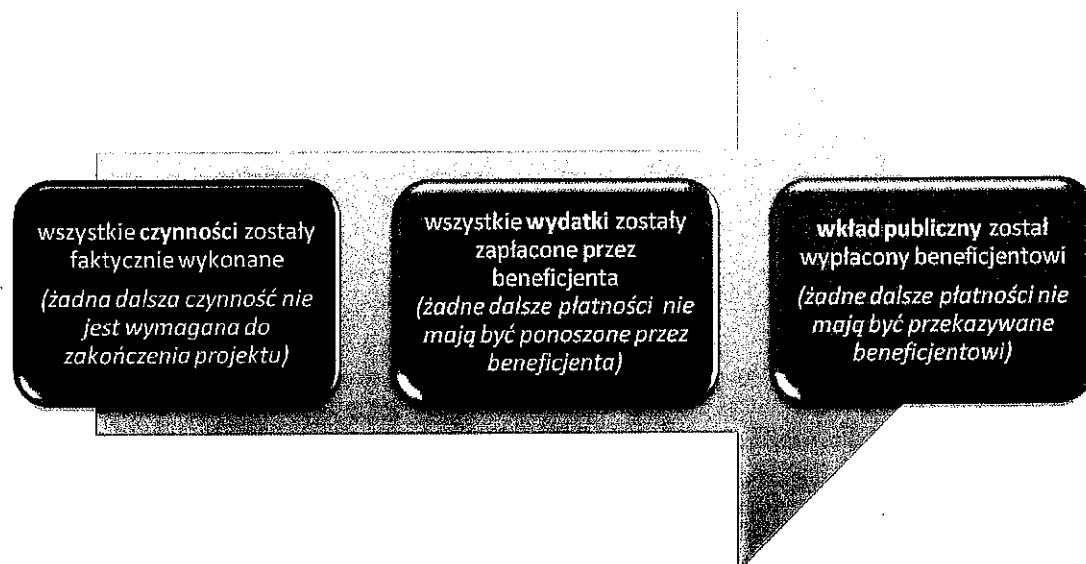 wszystkie czynności zostały
faktycznie wykonane
(żadna dalsza czynność nie
jest wymagana do
zakończenia projektu)
wszystkie wydatki zostały
zapłacone przez
beneficjenta
(żadne dalsze płatności nie
mają być ponoszone przez
beneficjenta)
wkład publiczny został
wypłacony beneficjentowi
(żadne dalsze płatności nie
mają być przekazywane
beneficjentowi)